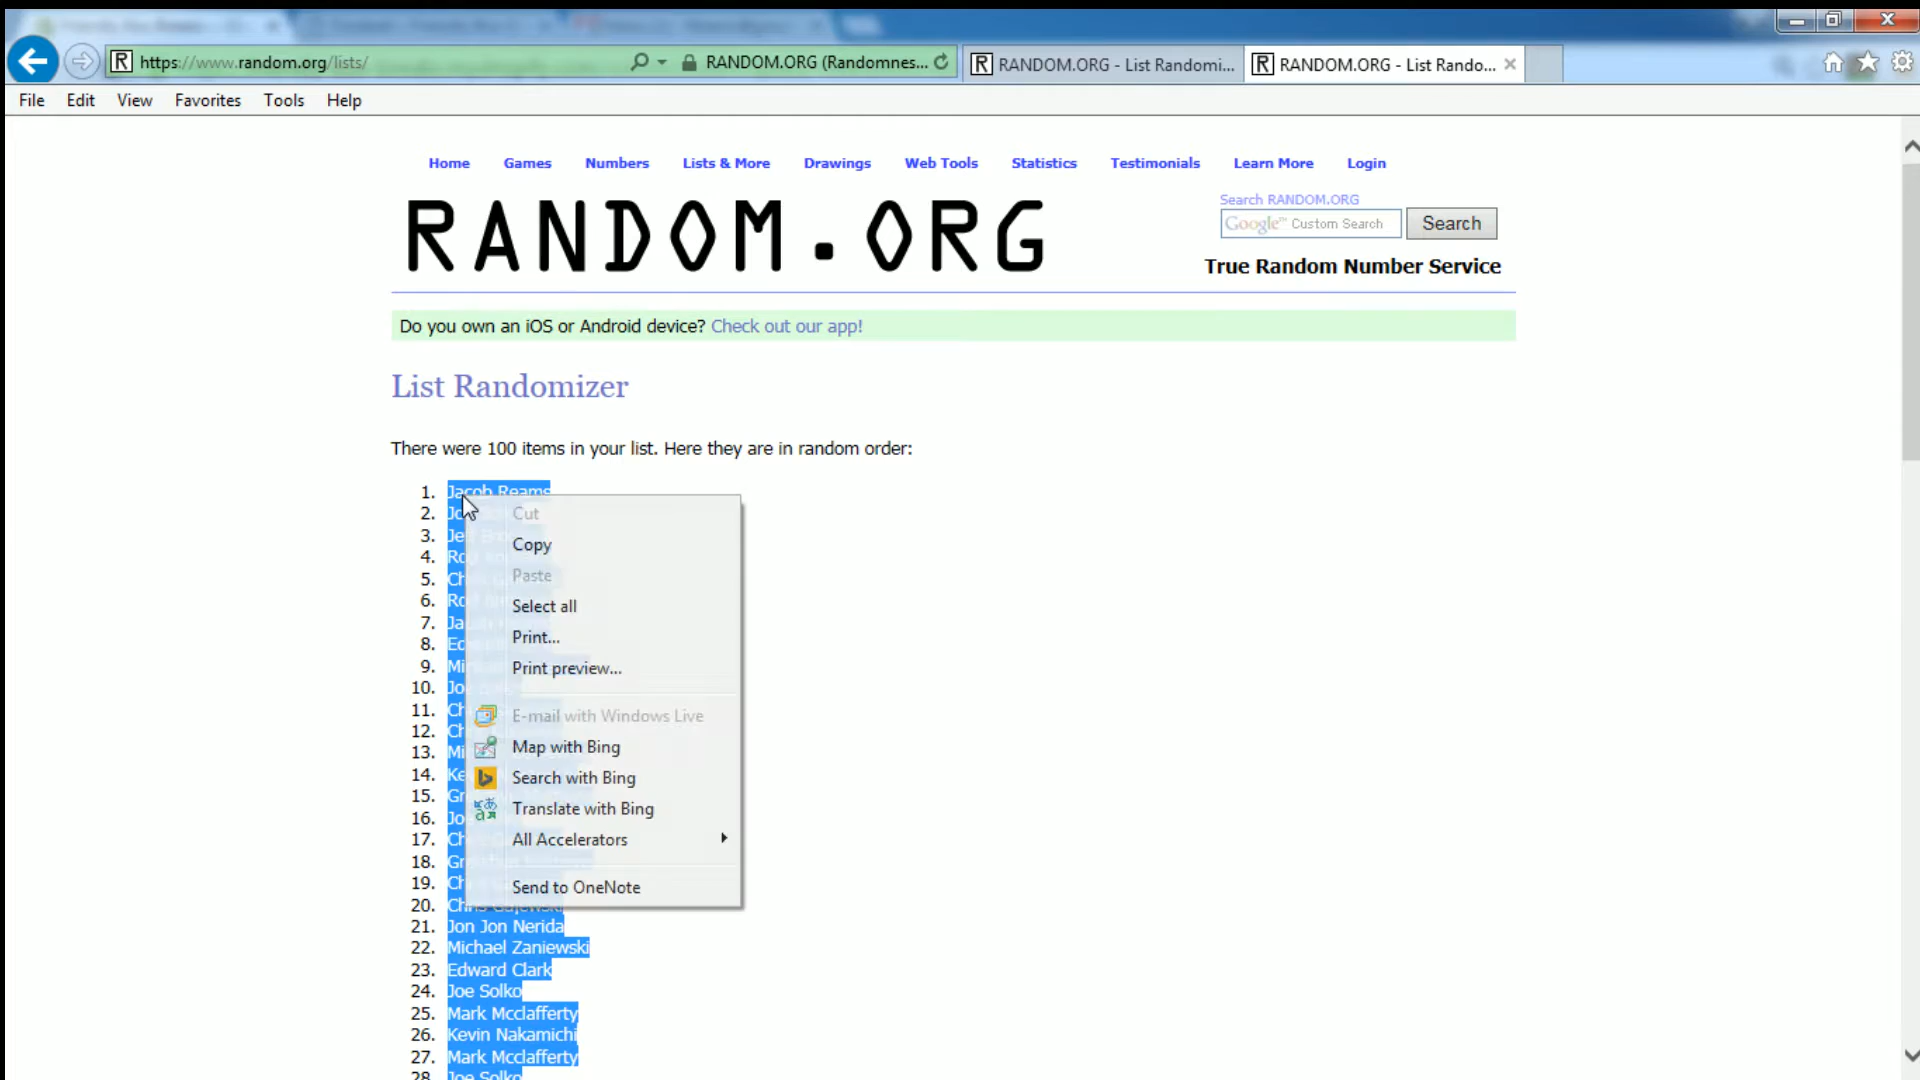 https://www.random.org/lists/
RANDOM.ORG (Randomnes...
RANDOM.ORG - List Randomi...
RANDOM.ORG - List Rando...
File Edit View Favorites Tools Help
Home Games Numbers Lists & More Drawings Web Tools Statistics Testimonials Learn More Login
RANDOM.ORG
Search RANDOM.ORG
Google™ Custom Search Search
True Random Number Service
Do you own an iOS or Android device? Check out our app!
List Randomizer
There were 100 items in your list. Here they are in random order:
1. Jacob Reams
2.
3.
4.
5.
6.
7.
8.
9.
10.
11.
12.
13.
14.
15.
16.
17.
18.
19.
20. Chris Gajewski
21. Jon Jon Nerida
22. Michael Zaniewski
23. Edward Clark
24. Joe Solko
25. Mark Mcclafferty
26. Kevin Nakamichi
27. Mark Mcclafferty
28. Joe Solko
Cut
Copy
Paste
Select all
Print...
Print preview...
E-mail with Windows Live
Map with Bing
Search with Bing
Translate with Bing
All Accelerators
Send to OneNote